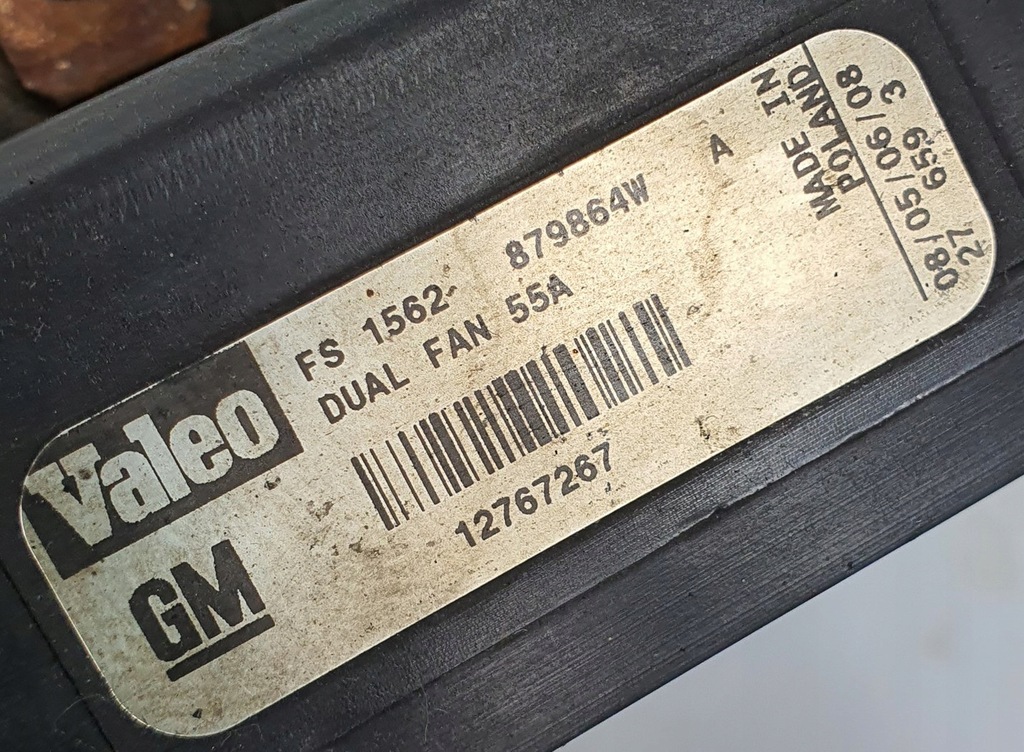 Valeo
GM
FS 1562 879864W A
DUAL FAN 55A
12767267
MADE IN
POLAND
08/05/06/08
27 659 3